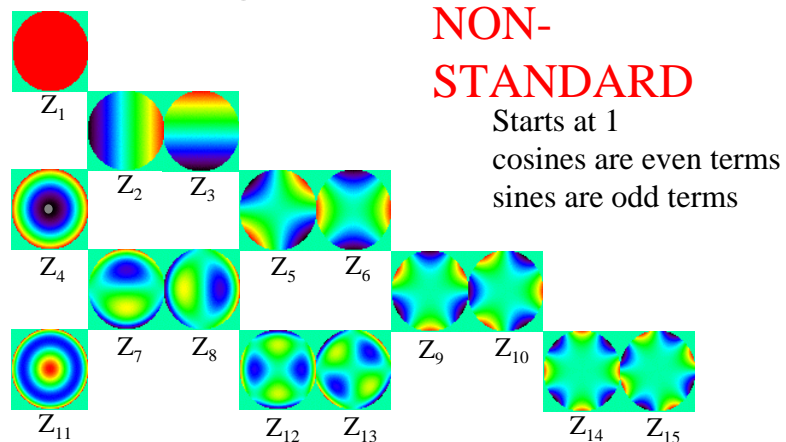 NON-
STANDARD
Starts at 1
cosines are even terms
sines are odd terms
Z₁
Z₂ Z₃
Z₄ Z₅ Z₆
Z₇ Z₈ Z₉ Z₁₀
Z₁₁ Z₁₂ Z₁₃ Z₁₄ Z₁₅